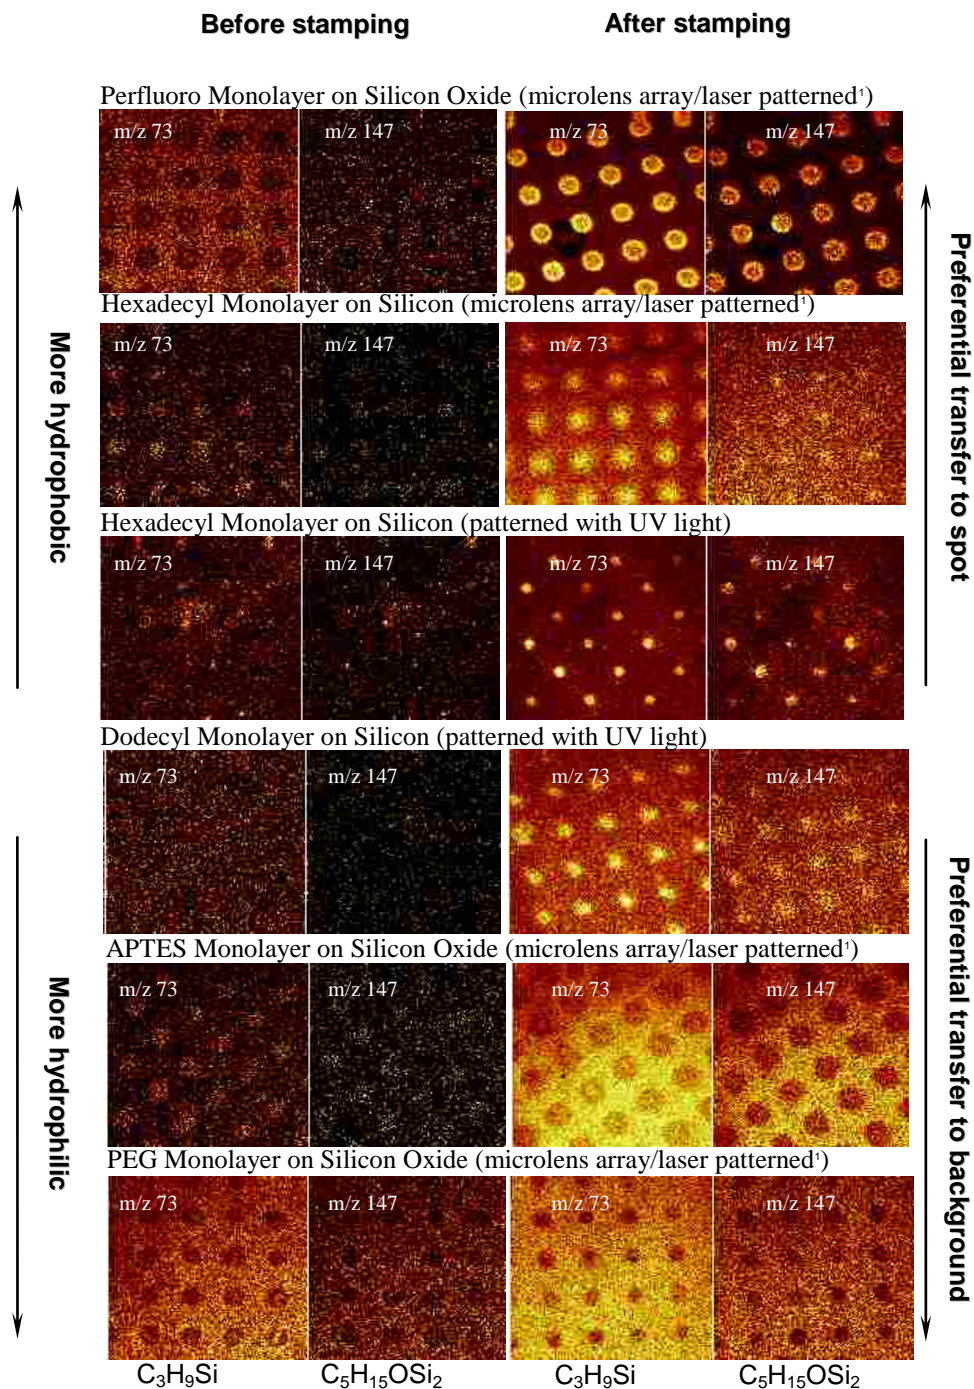 Before stamping After stamping
Perfluoro Monolayer on Silicon Oxide (microlens array/laser patterned¹)
m/z 73 m/z 147 m/z 73 m/z 147
Hexadecyl Monolayer on Silicon (microlens array/laser patterned¹)
m/z 73 m/z 147 m/z 73 m/z 147
Hexadecyl Monolayer on Silicon (patterned with UV light)
m/z 73 m/z 147 m/z 73 m/z 147
Dodecyl Monolayer on Silicon (patterned with UV light)
m/z 73 m/z 147 m/z 73 m/z 147
APTES Monolayer on Silicon Oxide (microlens array/laser patterned¹)
m/z 73 m/z 147 m/z 73 m/z 147
PEG Monolayer on Silicon Oxide (microlens array/laser patterned¹)
m/z 73 m/z 147 m/z 73 m/z 147
C₃H₉Si C₅H₁₅OSi₂ C₃H₉Si C₅H₁₅OSi₂
More hydrophobic
More hydrophilic
Preferential transfer to spot
Preferential transfer to background